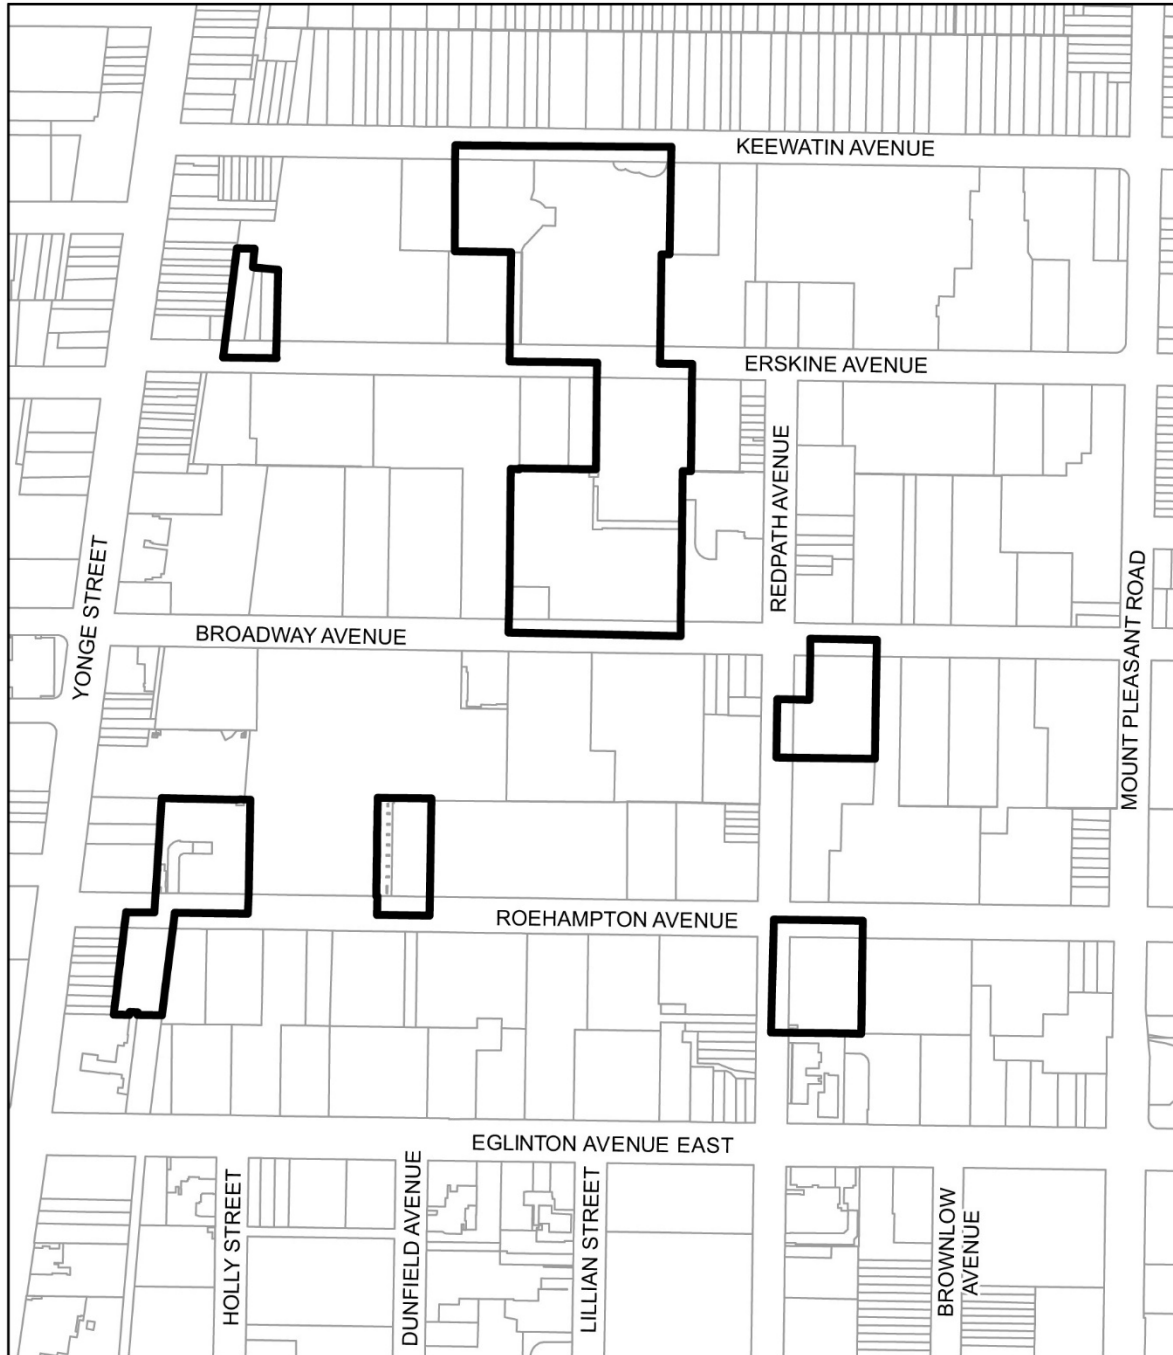 KEEWATIN AVENUE
ERSKINE AVENUE
REDPATH AVENUE
YONGE STREET
BROADWAY AVENUE
MOUNT PLEASANT ROAD
ROEHAMPTON AVENUE
EGLINTON AVENUE EAST
HOLLY STREET
DUNFIELD AVENUE
LILLIAN STREET
BROWNLOW
AVENUE